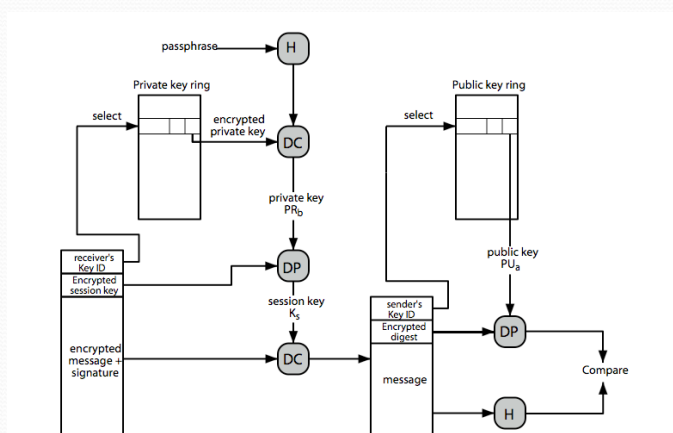 passphrase
H
Private key ring
Public key ring
select
encrypted
private key
select
DC
private key
PRb
public key
PUa
receiver's
Key ID
Encrypted
session key
DP
session key
Ks
sender's
Key ID
Encrypted
digest
DP
encrypted
message +
signature
DC
message
Compare
H